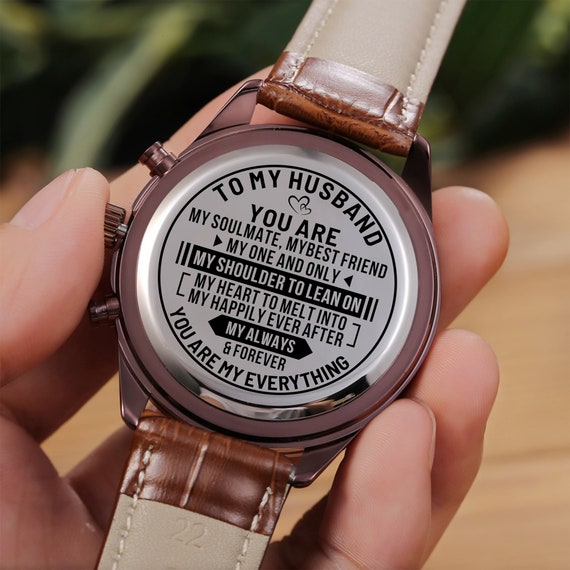 TO MY HUSBAND
YOU ARE
MY SOULMATE, MYBEST FRIEND
MY ONE AND ONLY
MY SHOULDER TO LEAN ON
MY HEART TO MELT INTO
MY HAPPILY EVER AFTER
MY ALWAYS
& FOREVER
YOU ARE MY EVERYTHING
22